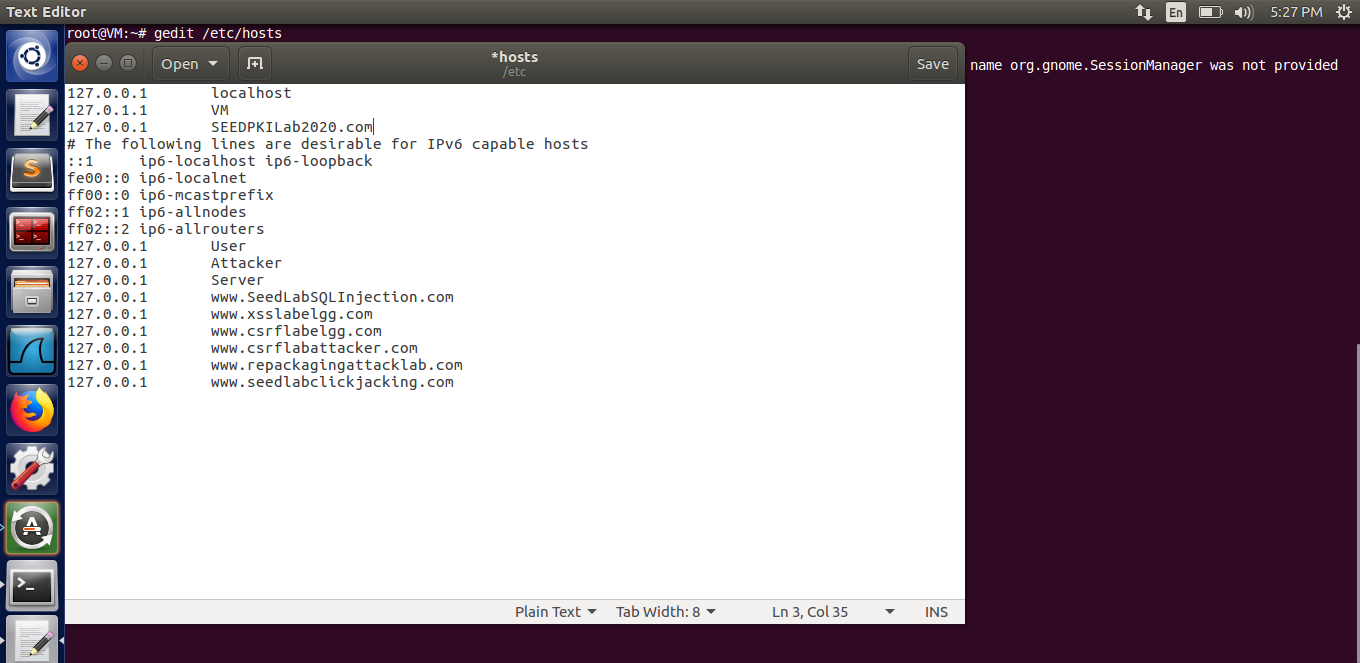 Text Editor
En
5:27 PM
root@VM:~# gedit /etc/hosts
Open
*hosts
/etc
Save
name org.gnome.SessionManager was not provided
127.0.0.1       localhost
127.0.1.1       VM
127.0.0.1       SEEDPKILab2020.com
# The following lines are desirable for IPv6 capable hosts
::1     ip6-localhost ip6-loopback
fe00::0 ip6-localnet
ff00::0 ip6-mcastprefix
ff02::1 ip6-allnodes
ff02::2 ip6-allrouters
127.0.0.1       User
127.0.0.1       Attacker
127.0.0.1       Server
127.0.0.1       www.SeedLabSQLInjection.com
127.0.0.1       www.xsslabelgg.com
127.0.0.1       www.csrflabelgg.com
127.0.0.1       www.csrflabattacker.com
127.0.0.1       www.repackagingattacklab.com
127.0.0.1       www.seedlabclickjacking.com
Plain Text
Tab Width: 8
Ln 3, Col 35
INS